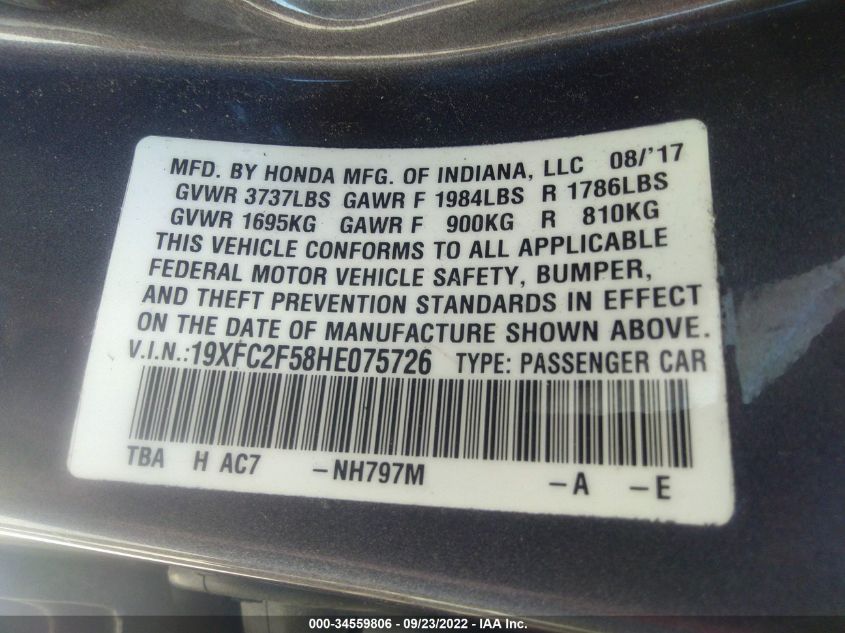 MFD. BY HONDA MFG. OF INDIANA, LLC 08/'17
GVWR 3737LBS GAWR F 1984LBS R 1786LBS
GVWR 1695KG GAWR F 900KG R 810KG
THIS VEHICLE CONFORMS TO ALL APPLICABLE
FEDERAL MOTOR VEHICLE SAFETY, BUMPER,
AND THEFT PREVENTION STANDARDS IN EFFECT
ON THE DATE OF MANUFACTURE SHOWN ABOVE.
V.I.N.:19XFC2F58HE075726 TYPE: PASSENGER CAR
TBA H AC7 –NH797M –A –E
000-34559806 - 09/23/2022 - IAA Inc.